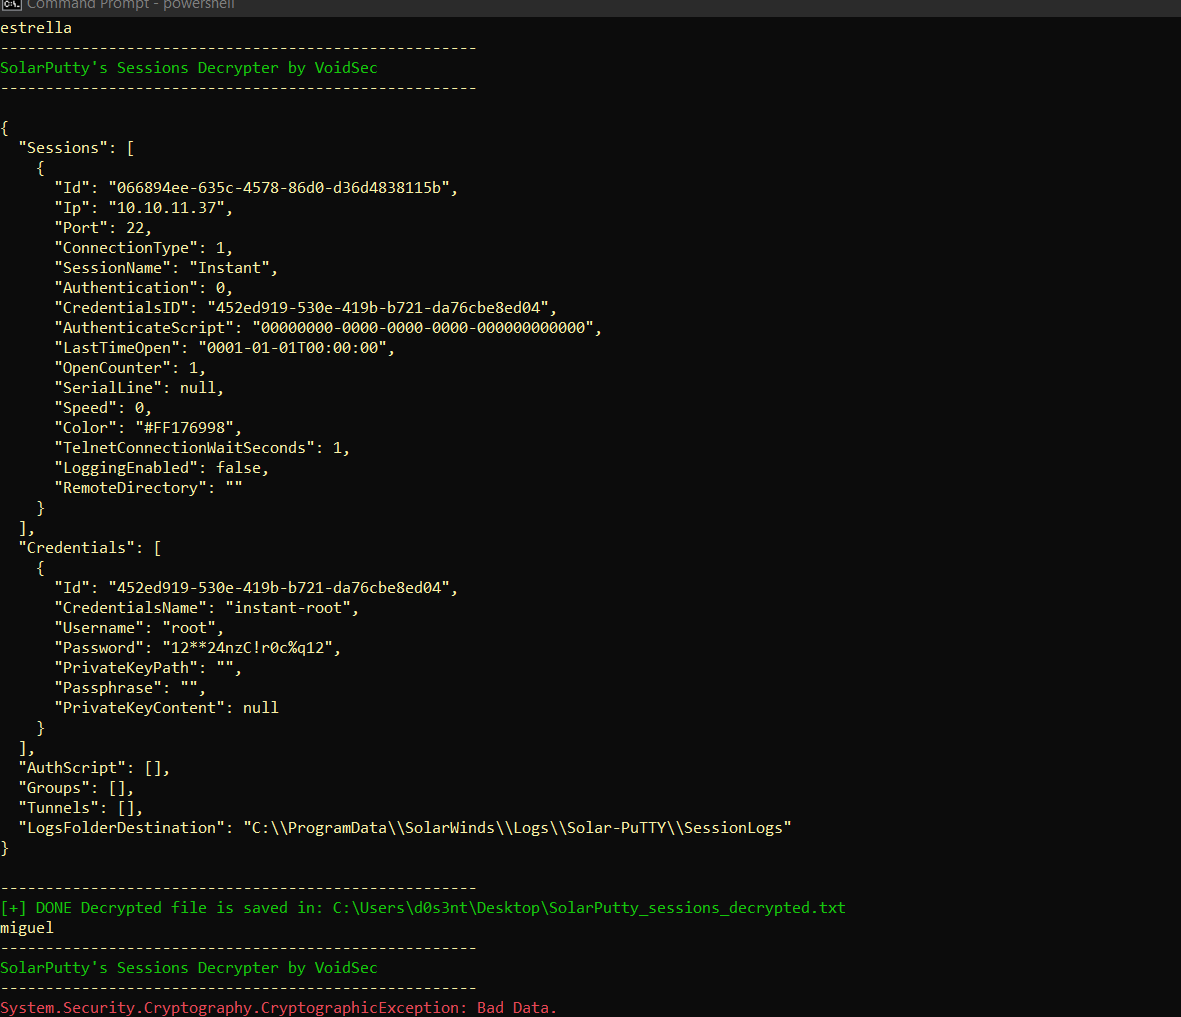 Command Prompt - powershell
estrella
-----------------------------------------------------
SolarPutty's Sessions Decrypter by VoidSec
-----------------------------------------------------
{
  "Sessions": [
    {
      "Id": "066894ee-635c-4578-86d0-d36d4838115b",
      "Ip": "10.10.11.37",
      "Port": 22,
      "ConnectionType": 1,
      "SessionName": "Instant",
      "Authentication": 0,
      "CredentialsID": "452ed919-530e-419b-b721-da76cbe8ed04",
      "AuthenticateScript": "00000000-0000-0000-0000-000000000000",
      "LastTimeOpen": "0001-01-01T00:00:00",
      "OpenCounter": 1,
      "SerialLine": null,
      "Speed": 0,
      "Color": "#FF176998",
      "TelnetConnectionWaitSeconds": 1,
      "LoggingEnabled": false,
      "RemoteDirectory": ""
    }
  ],
  "Credentials": [
    {
      "Id": "452ed919-530e-419b-b721-da76cbe8ed04",
      "CredentialsName": "instant-root",
      "Username": "root",
      "Password": "12**24nzC!r0c%q12",
      "PrivateKeyPath": "",
      "Passphrase": "",
      "PrivateKeyContent": null
    }
  ],
  "AuthScript": [],
  "Groups": [],
  "Tunnels": [],
  "LogsFolderDestination": "C:\\ProgramData\\SolarWinds\\Logs\\Solar-PuTTY\\SessionLogs"
}
-----------------------------------------------------
[+] DONE Decrypted file is saved in: C:\Users\d0s3nt\Desktop\SolarPutty_sessions_decrypted.txt
miguel
-----------------------------------------------------
SolarPutty's Sessions Decrypter by VoidSec
-----------------------------------------------------
System.Security.Cryptography.CryptographicException: Bad Data.